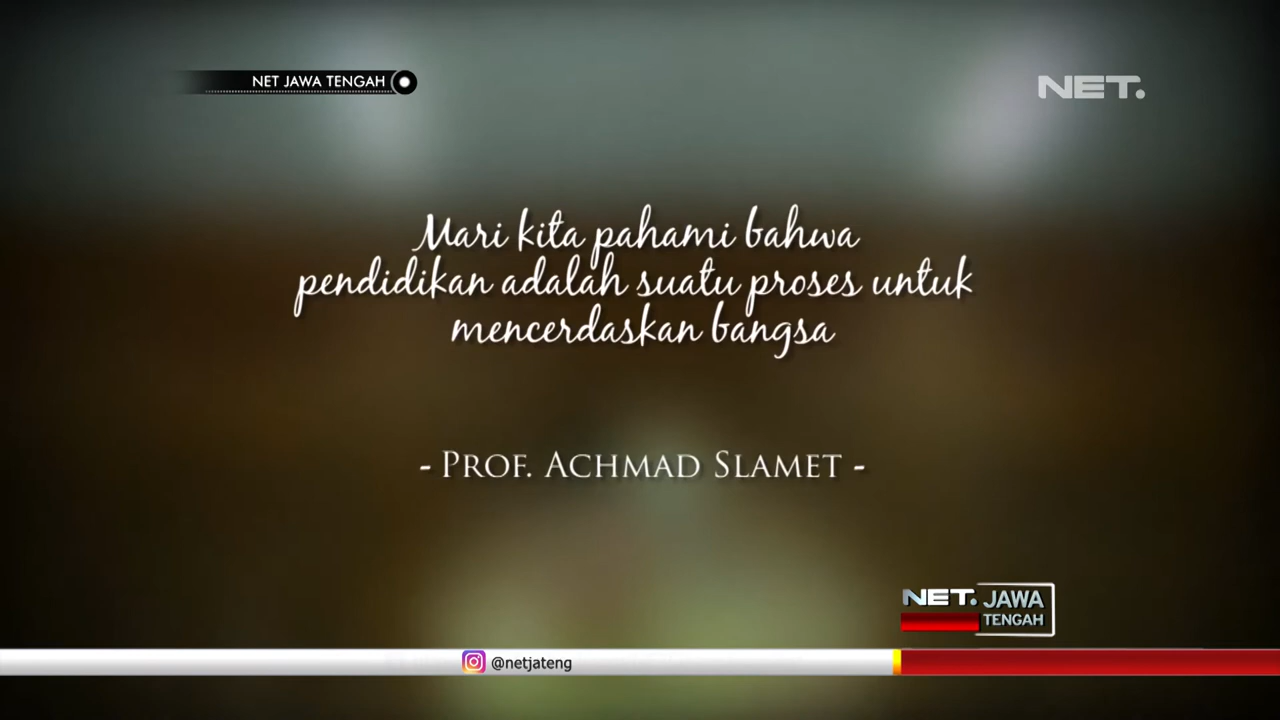 NET JAWA TENGAH
NET.
Mari kita pahami bahwa
pendidikan adalah suatu proses untuk
mencerdaskan bangsa
- PROF. ACHMAD SLAMET -
NET. JAWA
TENGAH
@netjateng